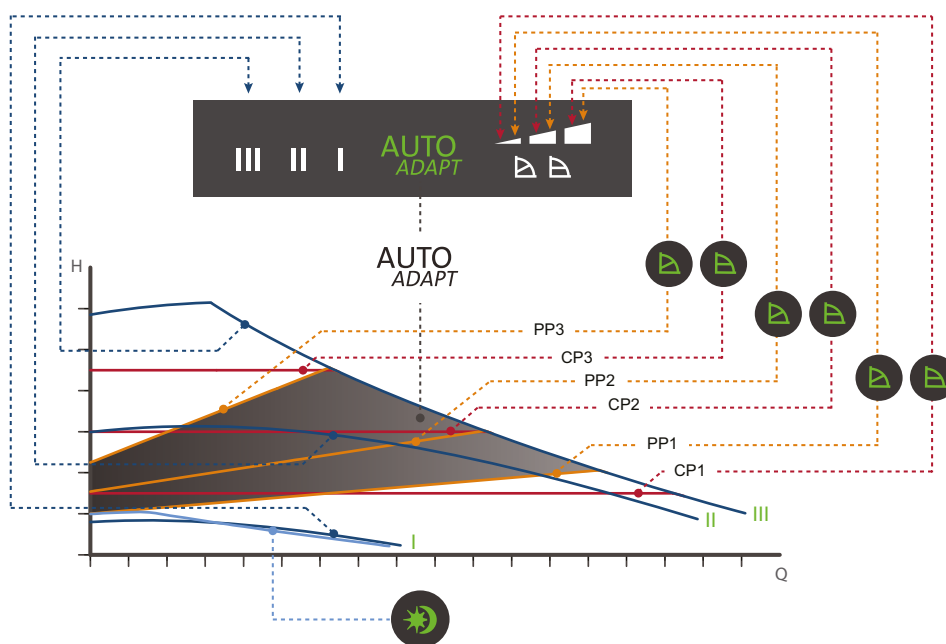 III II I
AUTO
ADAPT
AUTO
ADAPT
H
PP3
CP3
PP2
CP2
PP1
CP1
III
II
I
Q